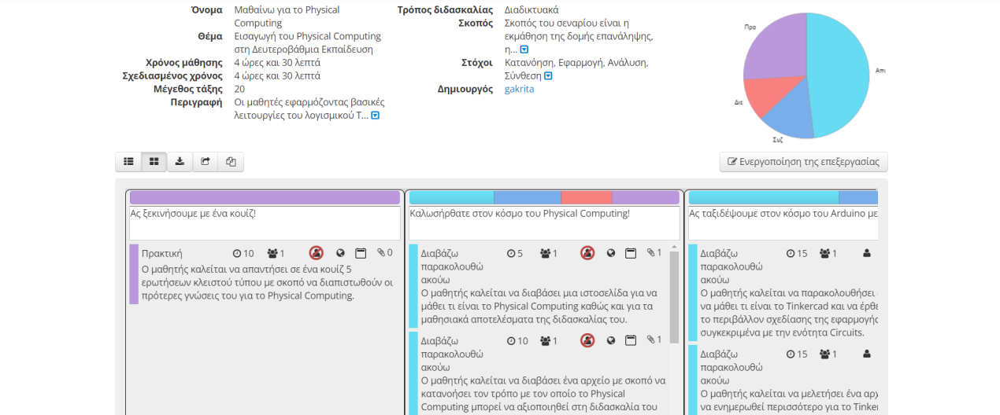 Όνομα Μαθαίνω για το Physical
Computing
Θέμα Εισαγωγή του Physical Computing
στη Δευτεροβάθμια Εκπαίδευση
Χρόνος μάθησης 4 ώρες και 30 λεπτά
Σχεδιασμένος χρόνος 4 ώρες και 30 λεπτά
Μέγεθος τάξης 20
Περιγραφή Οι μαθητές εφαρμόζοντας βασικές
λειτουργίες του λογισμικού Τ...
Τρόπος διδασκαλίας Διαδικτυακά
Σκοπός Σκοπός του σεναρίου είναι η
εκμάθηση της δομής επανάληψης,
η...
Στόχοι Κατανόηση, Εφαρμογή, Ανάλυση,
Σύνθεση
Δημιουργός gakrita
Πρα
Απι
Διε
Συζ
Ενεργοποίηση της επεξεργασίας
Ας ξεκινήσουμε με ένα κουίζ!
Πρακτική 10 1 0
Ο μαθητής καλείται να απαντήσει σε ένα κουίζ 5
ερωτήσεων κλειστού τύπου με σκοπό να διαπιστωθούν οι
πρότερες γνώσεις του για το Physical Computing.
Καλωσήρθατε στον κόσμο του Physical Computing!
Διαβάζω 5 1 1
παρακολουθώ
ακούω
Ο μαθητής καλείται να διαβάσει μια ιστοσελίδα για να
μάθει τι είναι το Physical Computing καθώς και για τα
μαθησιακά αποτελέσματα της διδασκαλίας του.
Διαβάζω 10 1 1
παρακολουθώ
ακούω
Ο μαθητής καλείται να διαβάσει ένα αρχείο με σκοπό να
κατανοήσει τον τρόπο με τον οποίο το Physical
Computing μπορεί να αξιοποιηθεί στη διδασκαλία του
Ας ταξιδέψουμε στον κόσμο του Arduino με
Διαβάζω 15 1
παρακολουθώ
ακούω
Ο μαθητής καλείται να παρακολουθήσει
να μάθει τι είναι το Tinkercad και να έρθε
το περιβάλλον σχεδίασης της εφαρμογής
συγκεκριμένα με την ενότητα Circuits.
Διαβάζω 15 1
παρακολουθώ
ακούω
Ο μαθητής καλείται να μελετήσει ένα αρχ
να ενημερωθεί περισσότερο για το Tinker